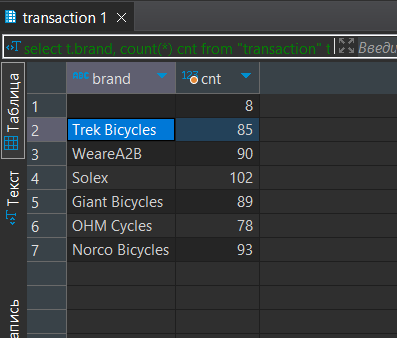 transaction 1
select t.brand, count(*) cnt from "transaction" t
Введи
Таблица
Текст
апись
ABC brand 123 cnt
1 8
2 Trek Bicycles 85
3 WeareA2B 90
4 Solex 102
5 Giant Bicycles 89
6 OHM Cycles 78
7 Norco Bicycles 93